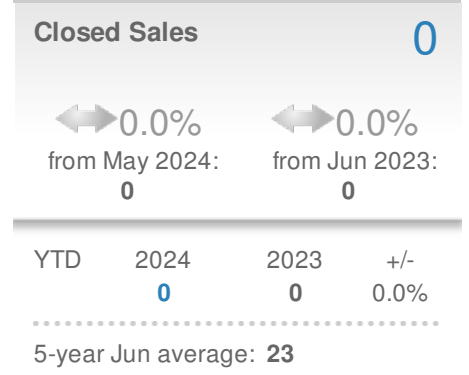 Closed Sales 0
0.0% 0.0%
from May 2024: from Jun 2023:
0 0
YTD 2024 2023 +/-
0 0 0.0%
5-year Jun average: 23